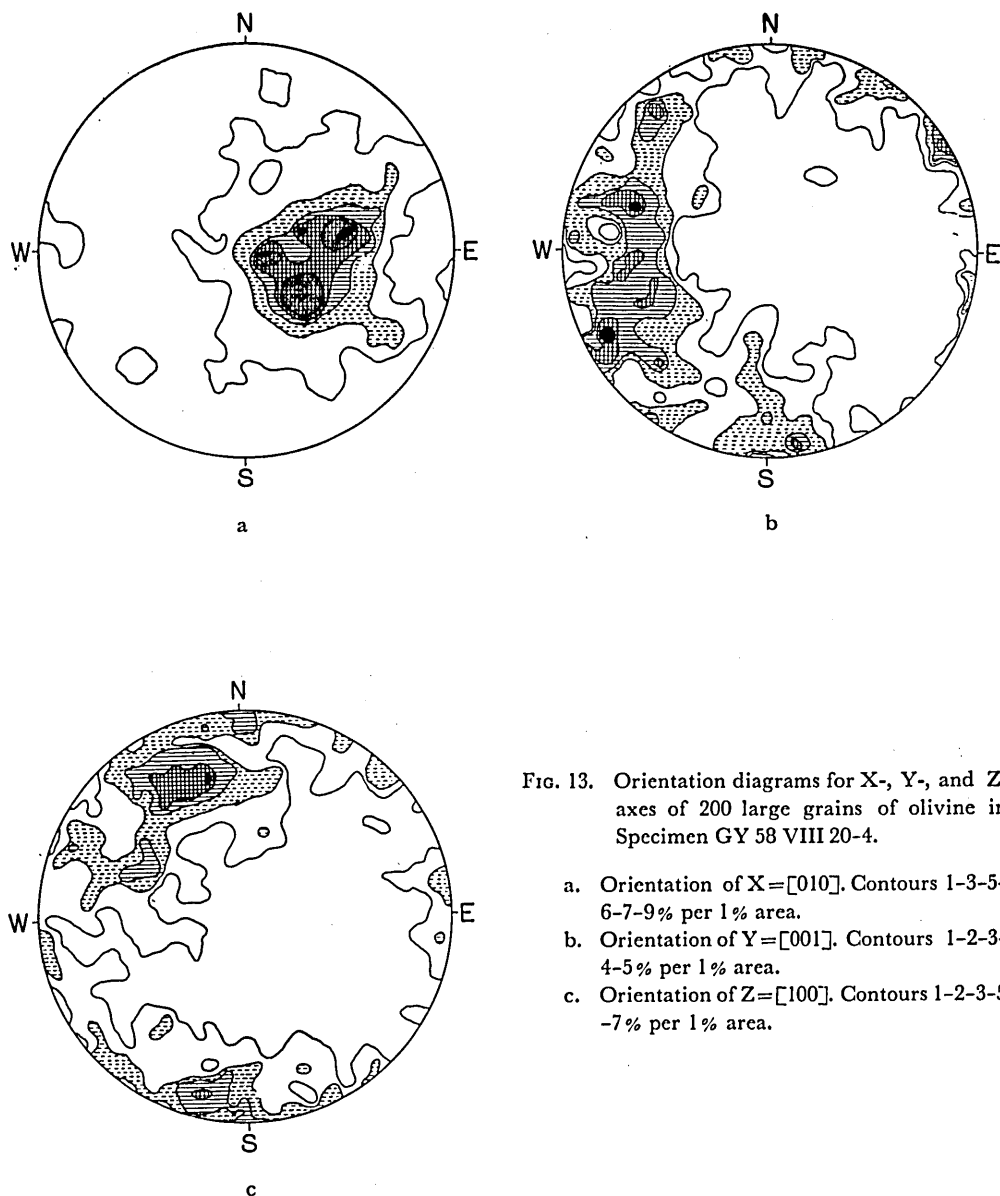 N
W
E
S
a
N
W
E
S
b
N
W
E
S
c
FIG. 13. Orientation diagrams for X-, Y-, and Z
axes of 200 large grains of olivine in
Specimen GY 58 VIII 20-4.
a. Orientation of X=[010]. Contours 1-3-5-
6-7-9% per 1% area.
b. Orientation of Y=[001]. Contours 1-2-3-
4-5% per 1% area.
c. Orientation of Z=[100]. Contours 1-2-3-5
-7% per 1% area.